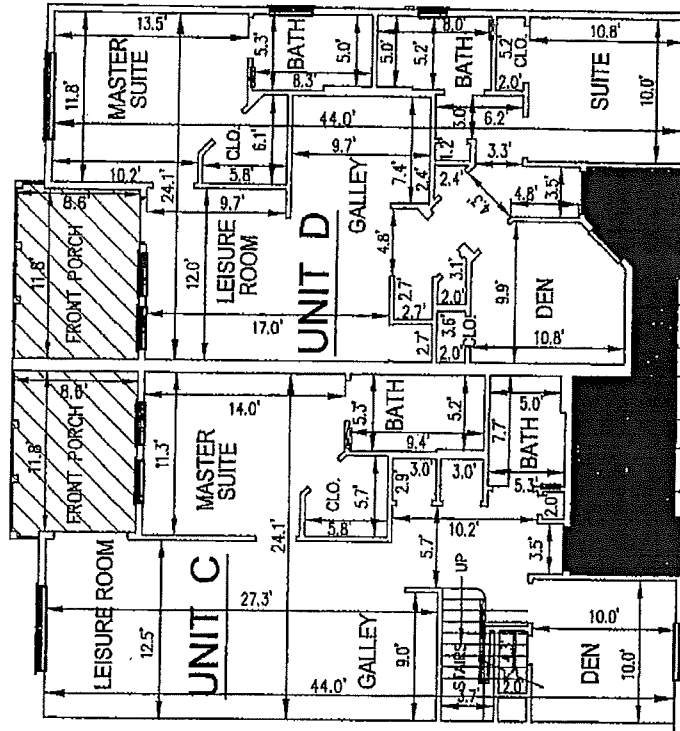 13.5'
5.3'
BATH
5.0'
8.3'
5.0'
8.0'
5.2'
BATH
5.2'
CLO.
2.0'
10.8'
SUITE
10.0'
MASTER
SUITE
11.8'
44.0'
6.1'
CLO.
5.8'
10.2'
24.1'
9.7'
GALLEY
7.4'
2.4'
3.0'
6.2'
1.2'
3.3'
2.4'
4.3'
4.8'
3.5'
8.6'
FRONT PORCH
11.8'
9.7'
12.0'
LEISURE
ROOM
17.0'
UNIT D
4.8'
2.7'
2.7'
2.7'
3.1'
2.0'
3.6'
CLO.
2.0'
9.9'
DEN
10.8'
8.6'
FRONT PORCH
11.8'
14.0'
11.3'
MASTER
SUITE
5.3'
BATH
5.2'
9.4'
7.7'
5.0'
BATH
5.3'
2.0'
CLO.
5.7'
5.8'
24.1'
2.9'
3.0'
3.0'
10.2'
5.7'
3.5'
LEISURE ROOM
12.5'
UNIT C
27.3'
44.0'
GALLEY
9.0'
UP
STAIRS
3.7'
2.0'
10.0'
DEN
10.0'